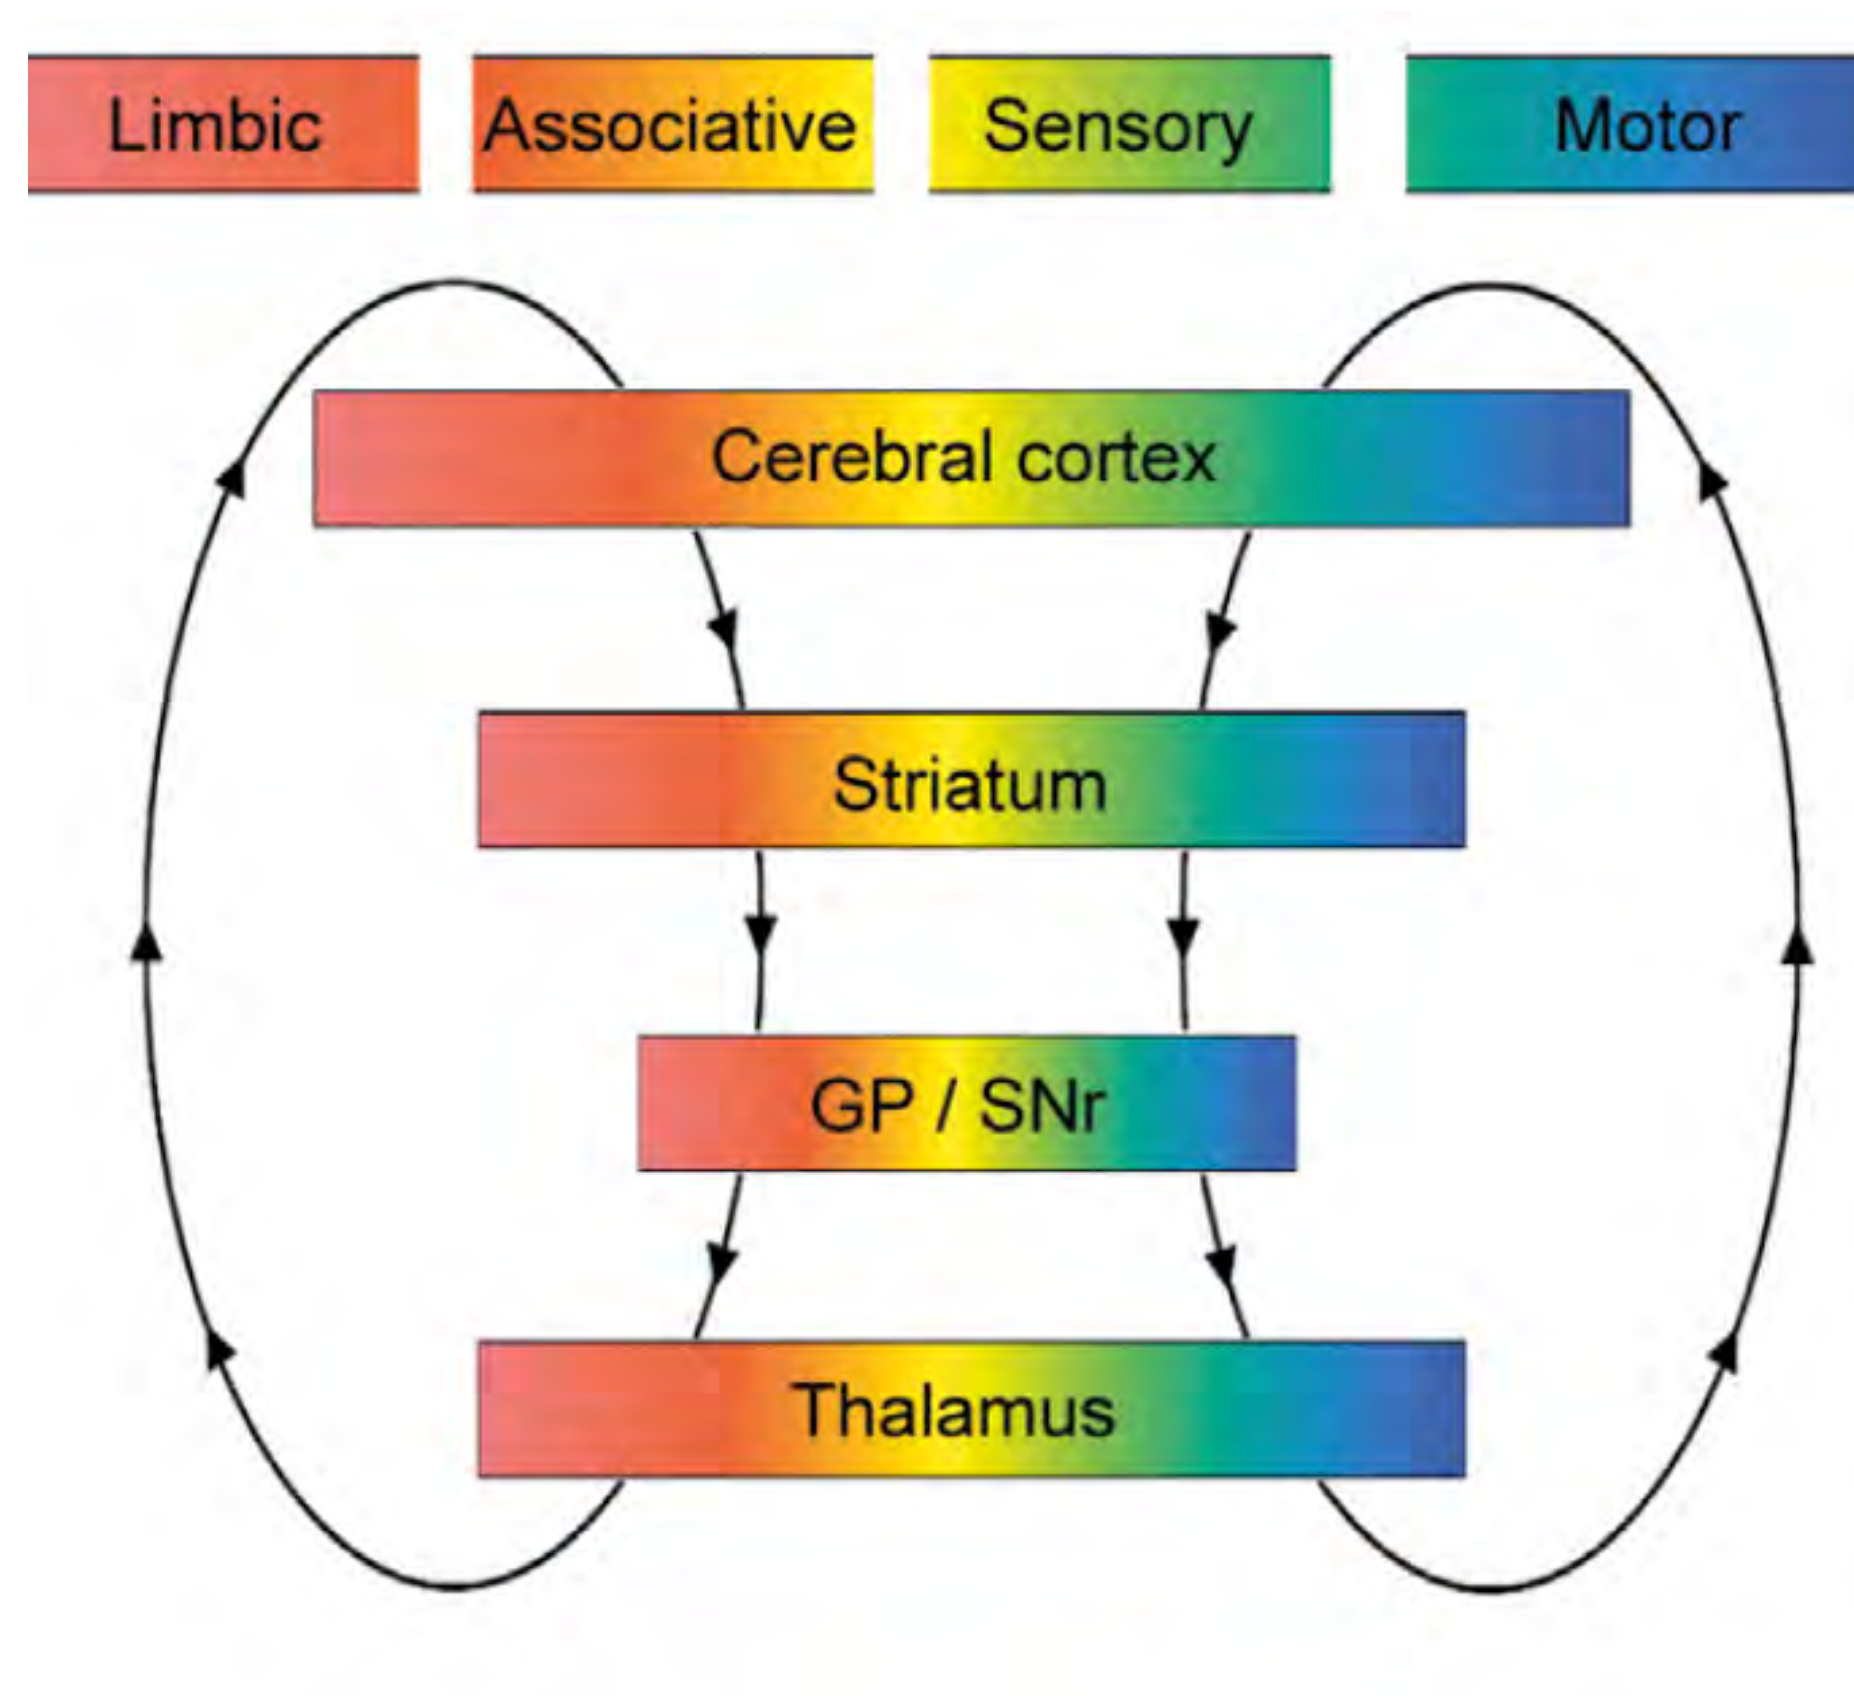 Limbic Associative Sensory Motor
Cerebral cortex
Striatum
GP / SNr
Thalamus